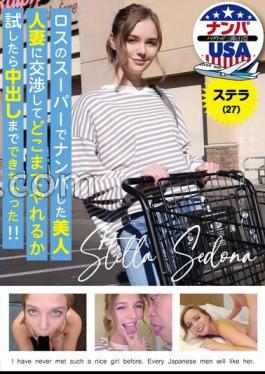 ロスのスーパーでナンパした美人
人妻に交渉してどこまでやれるか
試したら中出しまでできちゃった!!
ナンパ
USA
ステラ
(27)
Stella Sedona
I have never met such a nice girl before. Every Japanese men will like her.